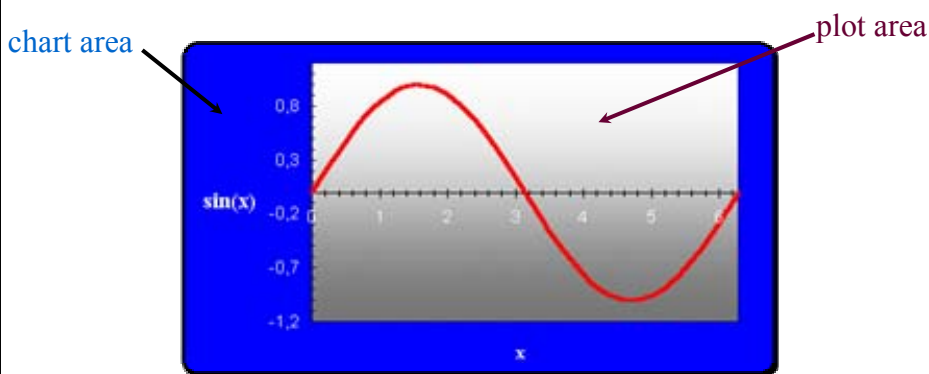 chart area
plot area
0,8
0,3
sin(x)
-0,2
0 1 2 3 4 5 6
-0,7
-1,2
x